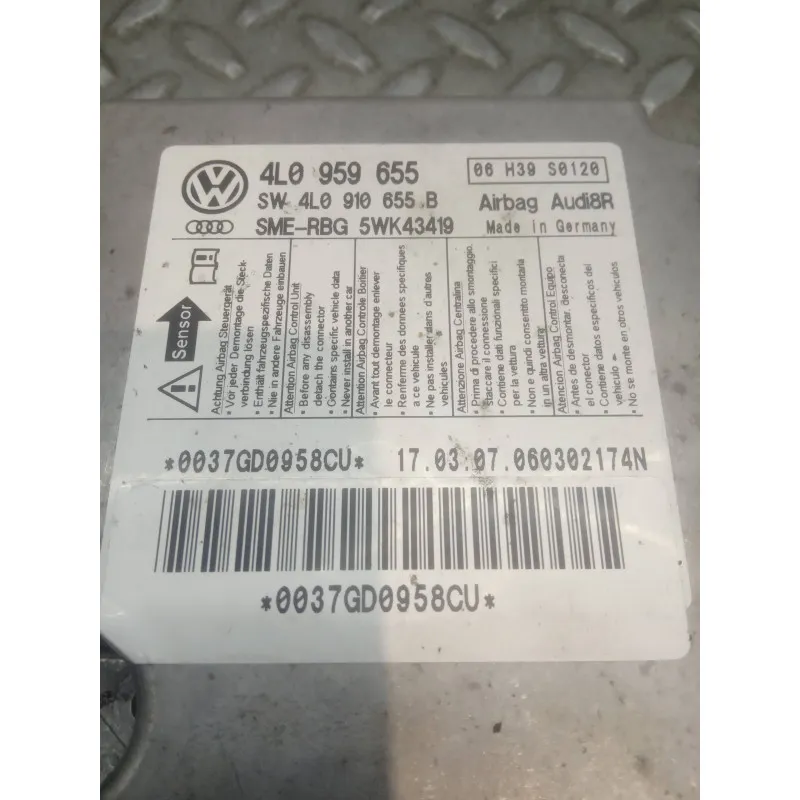 4L0 959 655
06 H39 S0120
SW 4L0 910 655 B
Airbag Audi8R
SME-RBG 5WK43419
Made in Germany
Sensor
Achtung Airbag Steuergerät
• Vor jeder Demontage die Steck-
verbindung lösen
• Enthält fahrzeugspezifische Daten
• Nie in andere Fahrzeuge einbauen
Attention Airbag Control Unit
• Before any disassembly
detach the connector
• Contains specific vehicle data
• Never install in another car
Attention Airbag Controle Boitier
• Avant tout demontage enlever
le connecteur
• Renferme des donnees specifiques
a ce vehicule
• Ne pas installer dans d'autres
vehicules
Attenzione Airbag Centralina
• Prima di procedere allo smontaggio
staccare il connessione
• Contiene dati funzionali specifici
per la vettura
• Non e quindi consentito montarla
in un altra vettura
Atencion Airbag Control Equipo
• Antes de desmontar, desconecta
el conector
• Contiene datos especificos del
vehiculo
• No se monte en otros vehiculos
*0037GD0958CU*
17.03.07.060302174N
*0037GD0958CU*